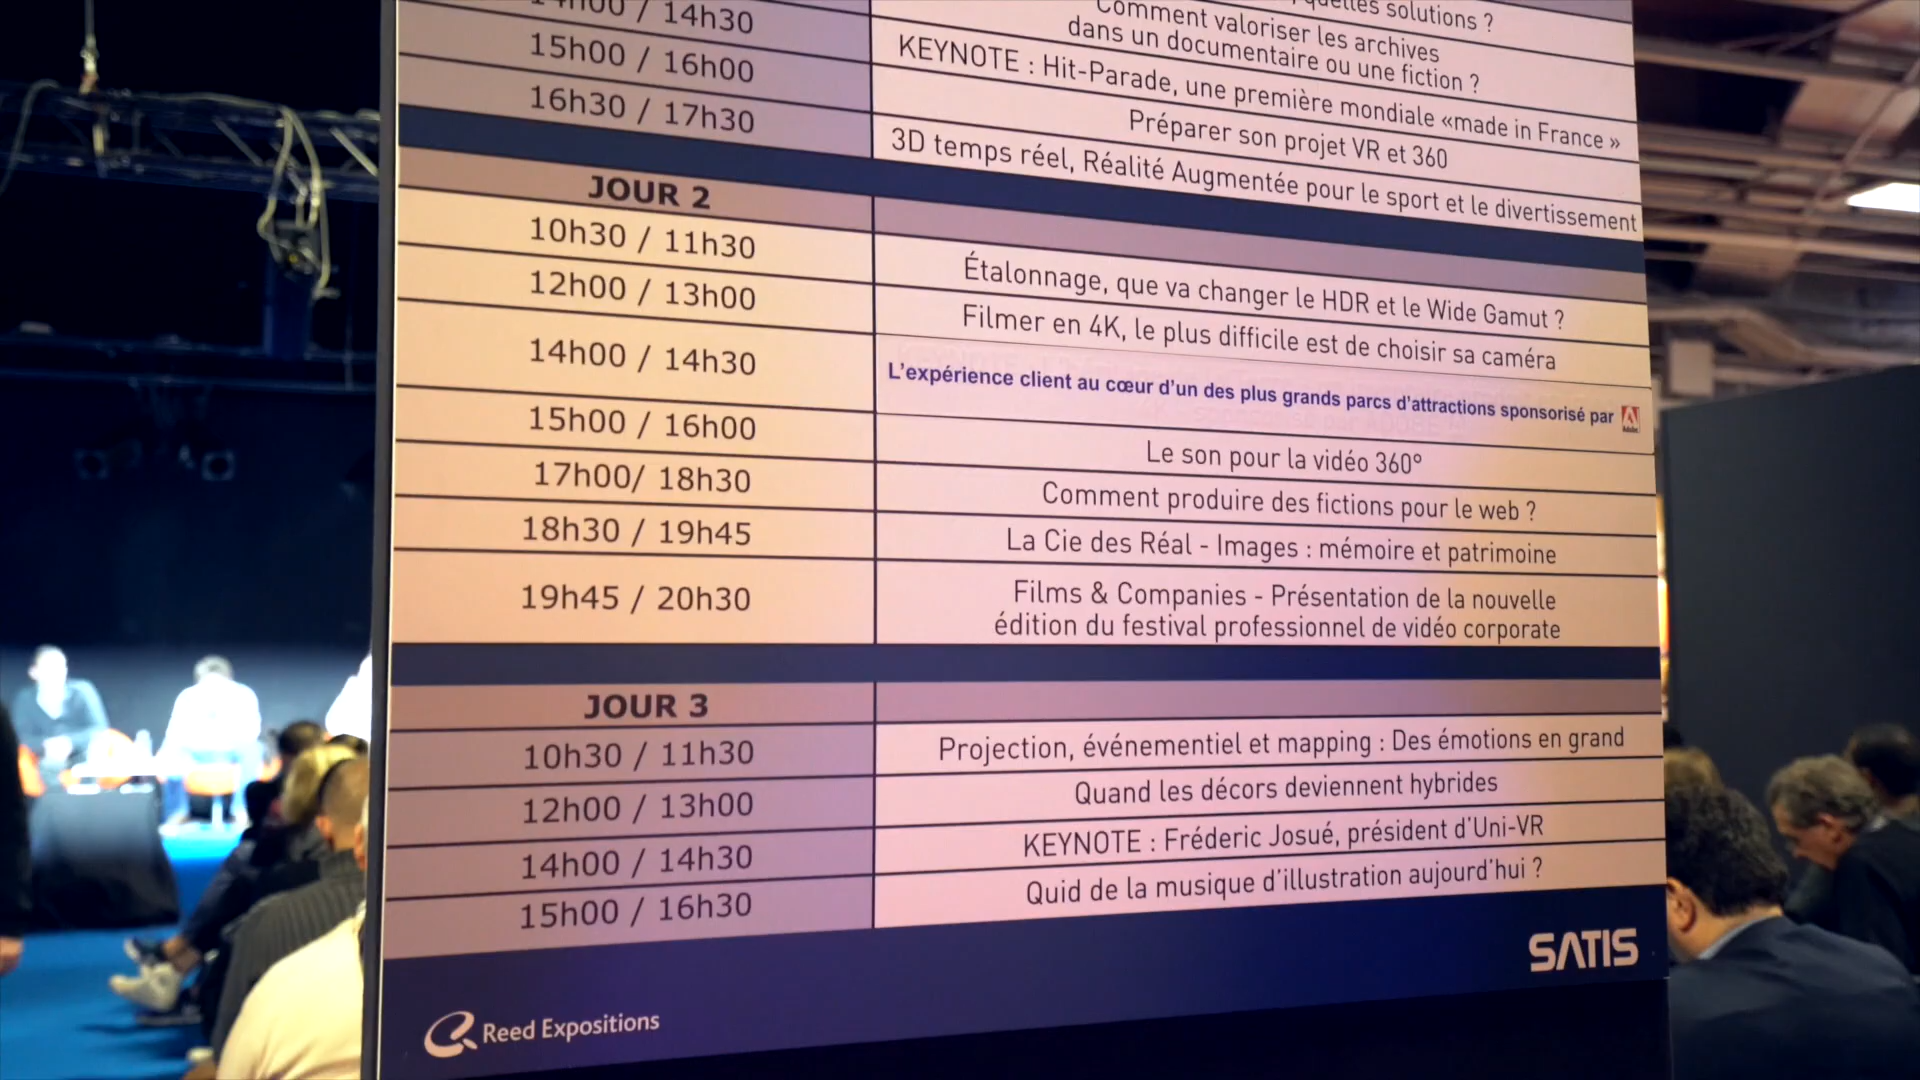 solutions ?
14h30
Comment valoriser les archives
dans un documentaire ou une fiction ?
15h00 / 16h00
KEYNOTE : Hit-Parade, une première mondiale «made in France »
16h30 / 17h30
Préparer son projet VR et 360
3D temps réel, Réalité Augmentée pour le sport et le divertissement
JOUR 2
10h30 / 11h30
Étalonnage, que va changer le HDR et le Wide Gamut ?
12h00 / 13h00
Filmer en 4K, le plus difficile est de choisir sa caméra
14h00 / 14h30
L'expérience client au cœur d'un des plus grands parcs d'attractions sponsorisé par Adobe
15h00 / 16h00
Le son pour la vidéo 360°
17h00/ 18h30
Comment produire des fictions pour le web ?
18h30 / 19h45
La Cie des Réal - Images : mémoire et patrimoine
19h45 / 20h30
Films & Companies - Présentation de la nouvelle
édition du festival professionnel de vidéo corporate
JOUR 3
10h30 / 11h30
Projection, événementiel et mapping : Des émotions en grand
12h00 / 13h00
Quand les décors deviennent hybrides
14h00 / 14h30
KEYNOTE : Fréderic Josué, président d'Uni-VR
15h00 / 16h30
Quid de la musique d'illustration aujourd'hui ?
SATIS
Reed Expositions